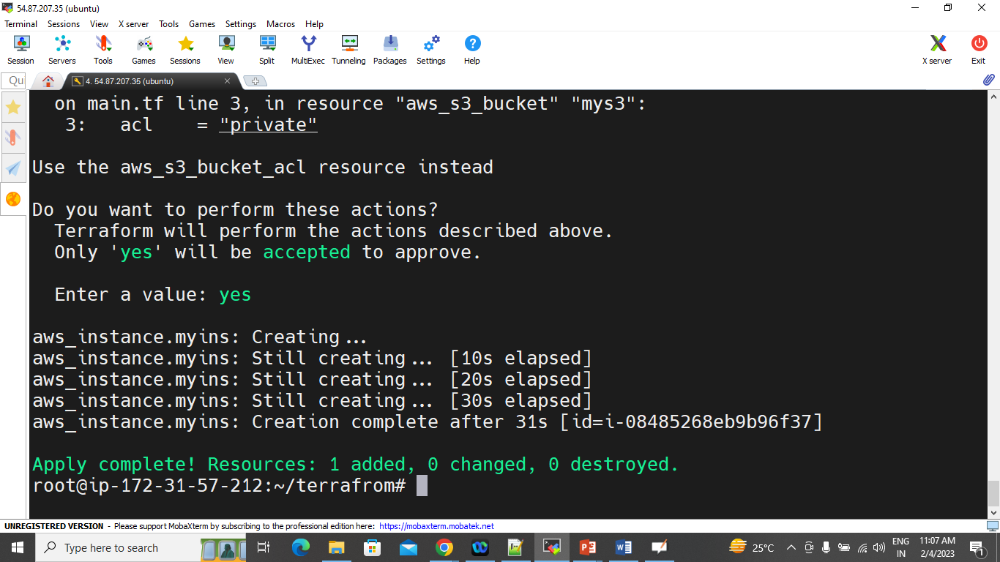 54.87.207.35 (ubuntu)
Terminal Sessions View X server Tools Games Settings Macros Help
Session Servers Tools Games Sessions View Split MultiExec Tunneling Packages Settings Help X server Exit
Qu
4. 54.87.207.35 (ubuntu)
on main.tf line 3, in resource "aws_s3_bucket" "mys3":
3: acl = "private"
Use the aws_s3_bucket_acl resource instead
Do you want to perform these actions?
Terraform will perform the actions described above.
Only 'yes' will be accepted to approve.
Enter a value: yes
aws_instance.myins: Creating...
aws_instance.myins: Still creating... [10s elapsed]
aws_instance.myins: Still creating... [20s elapsed]
aws_instance.myins: Still creating... [30s elapsed]
aws_instance.myins: Creation complete after 31s [id=i-08485268eb9b96f37]
Apply complete! Resources: 1 added, 0 changed, 0 destroyed.
root@ip-172-31-57-212:~/terrafrom#
UNREGISTERED VERSION - Please support MobaXterm by subscribing to the professional edition here: https://mobaxterm.mobatek.net
Type here to search
25°C
ENG
IN
11:07 AM
2/4/2023
1